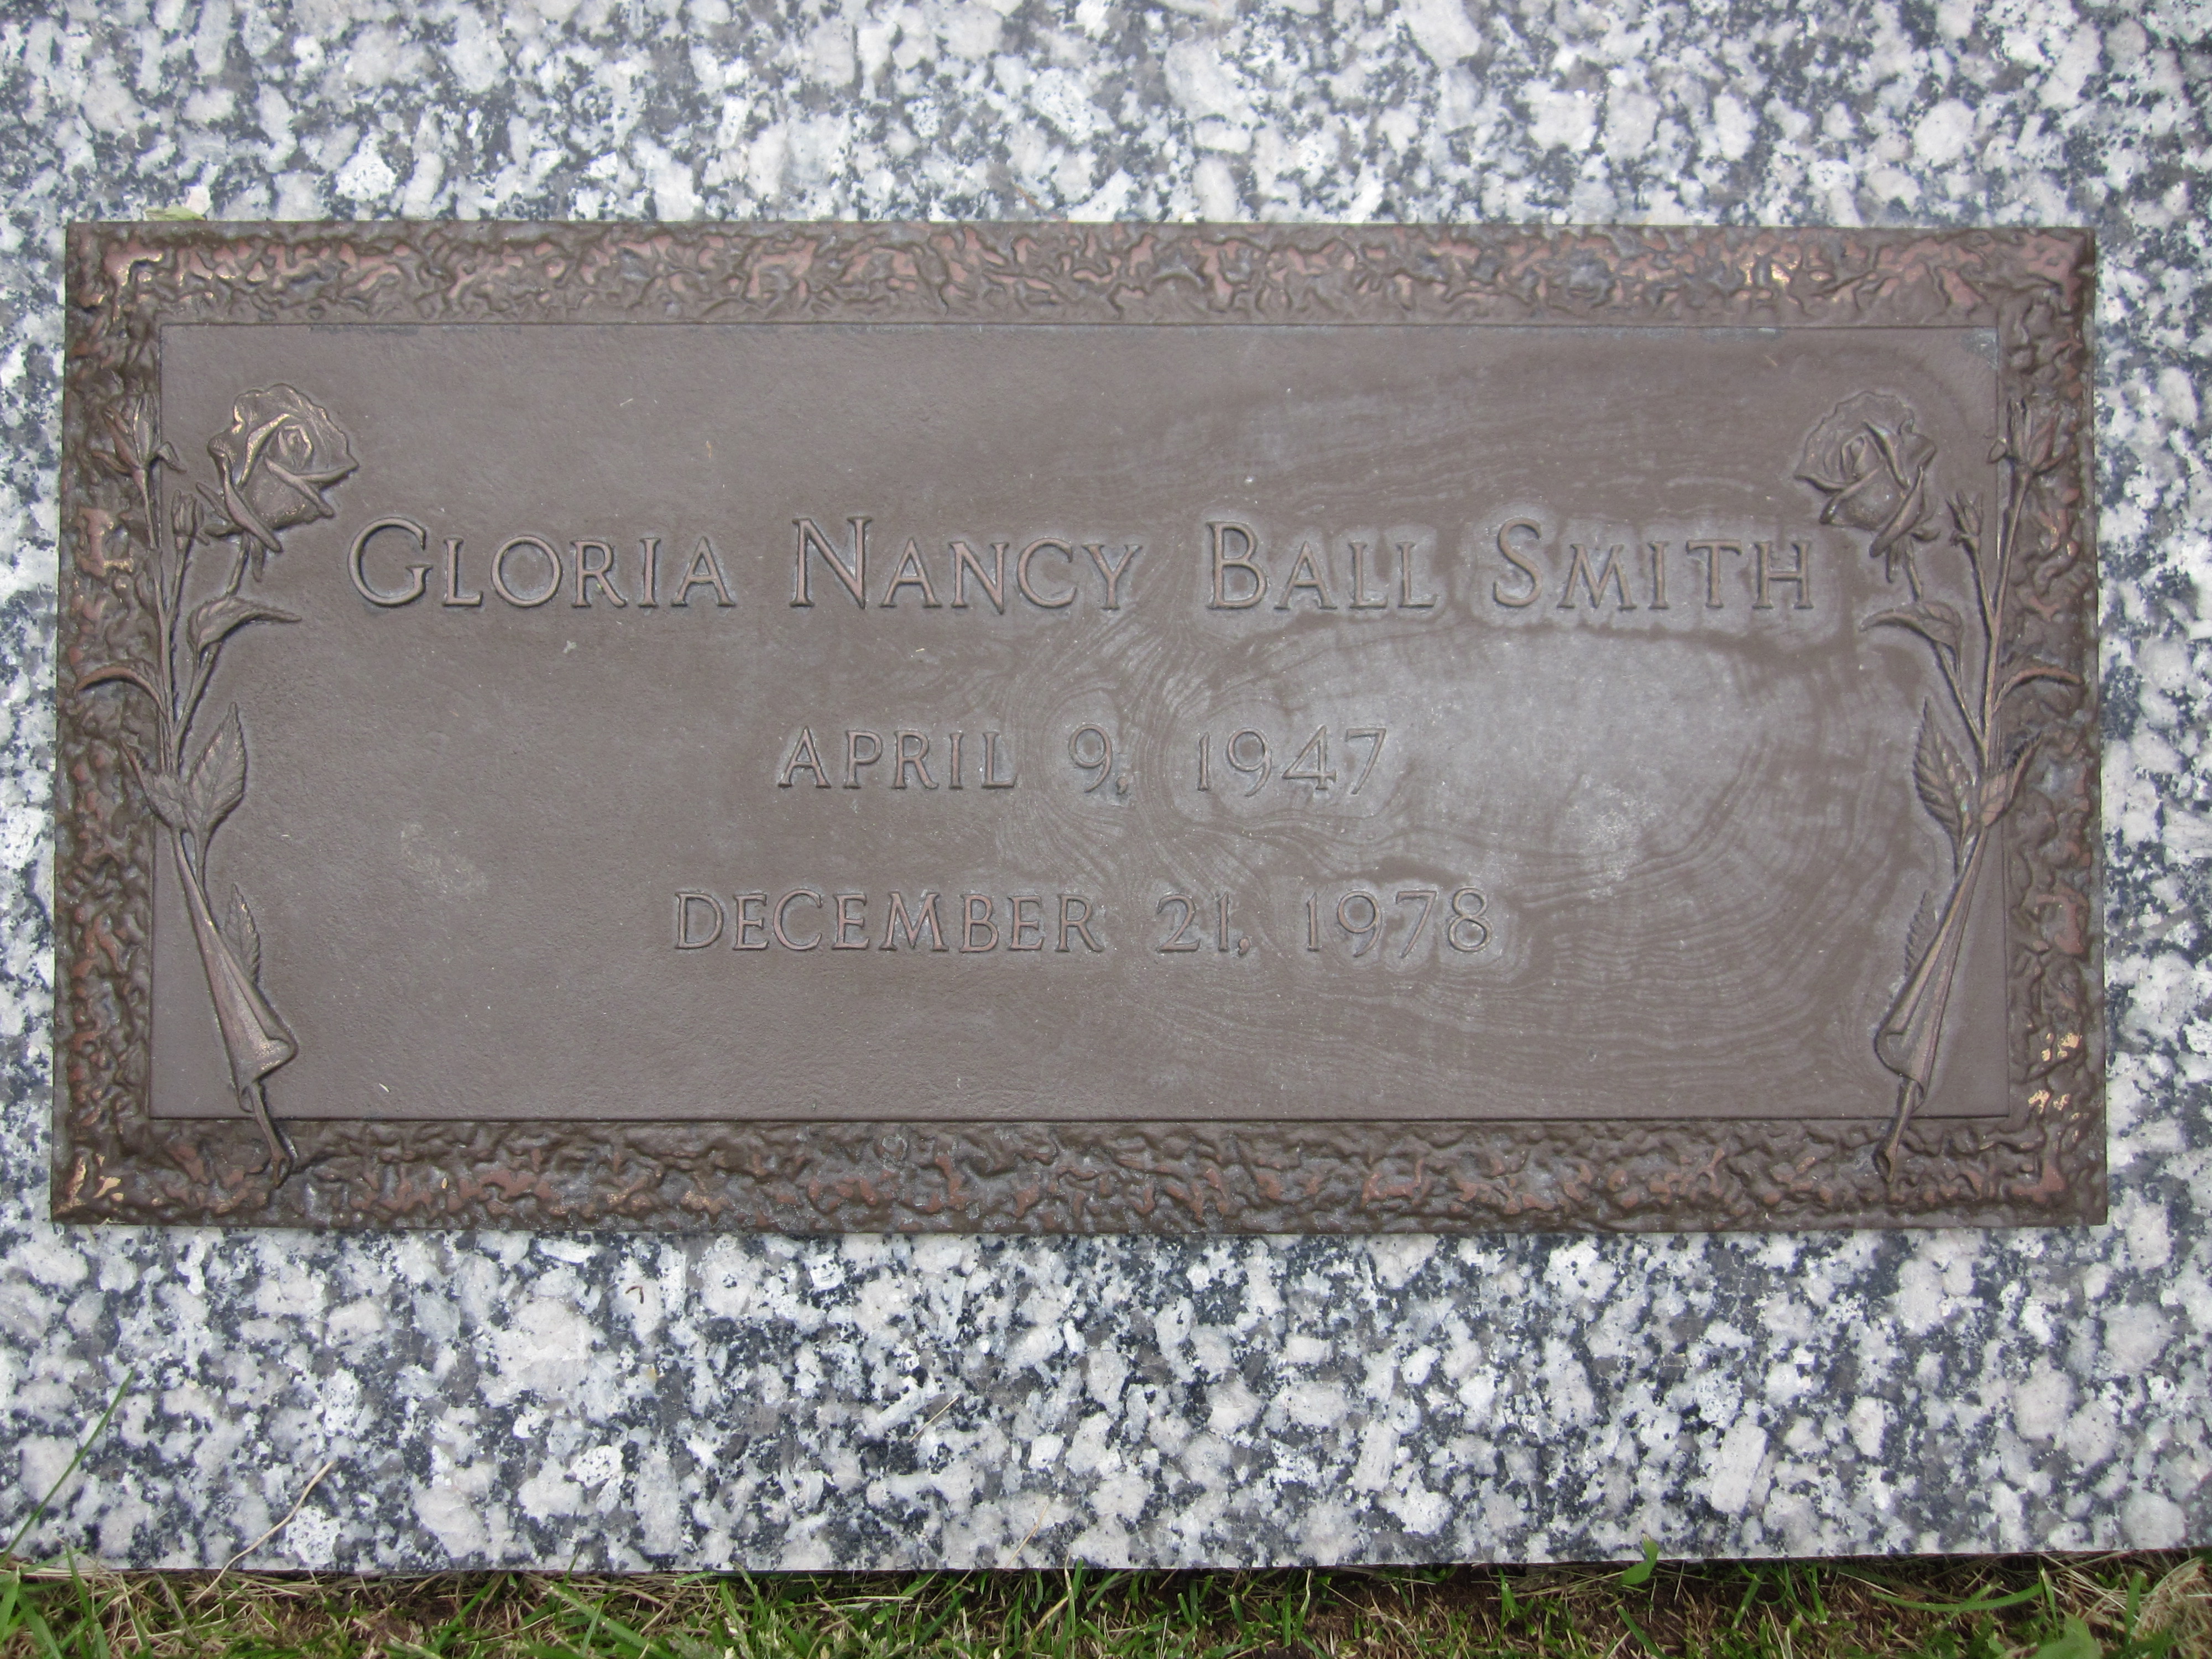 GLORIA NANCY BALL SMITH
APRIL 9, 1947
DECEMBER 21, 1978